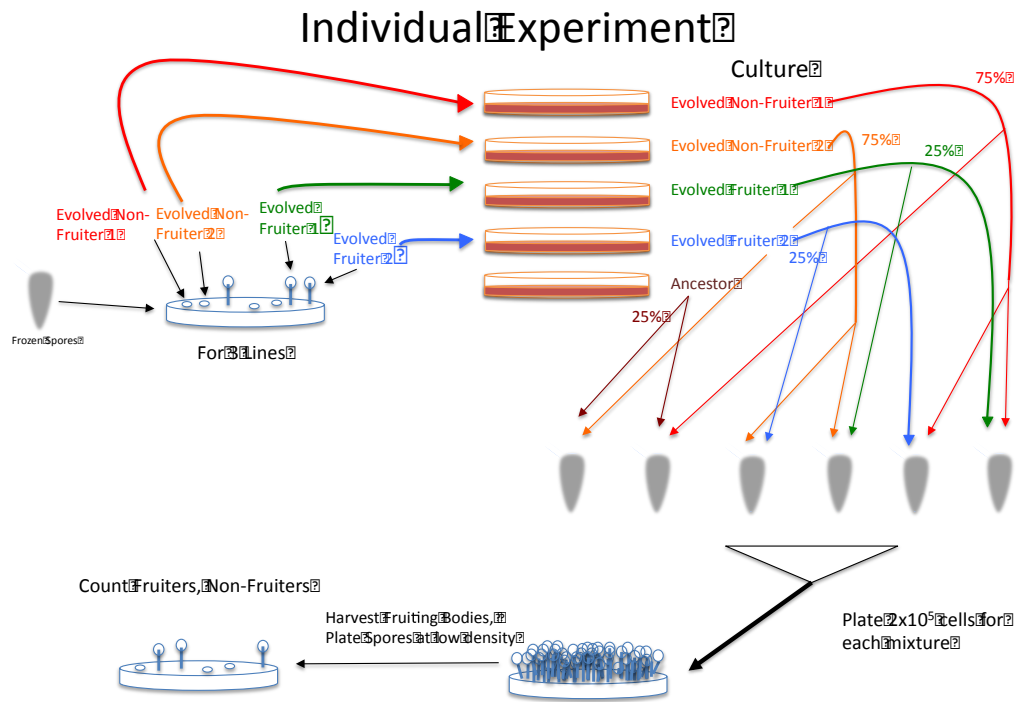 Individual Experiment
Culture
75%
Evolved Non-Fruiter 1
Evolved Non-Fruiter 2
75%
25%
Evolved Fruiter 1
Evolved Fruiter 2
25%
Ancestor
25%
Evolved Non-
Fruiter 1
Evolved Non-
Fruiter 2
Evolved
Fruiter 1
Evolved
Fruiter 2
Frozen Spores
For 3 Lines
Count Fruiters, Non-Fruiters
Harvest Fruiting Bodies,
Plate Spores at low density
Plate 2x10⁵ cells for
each mixture